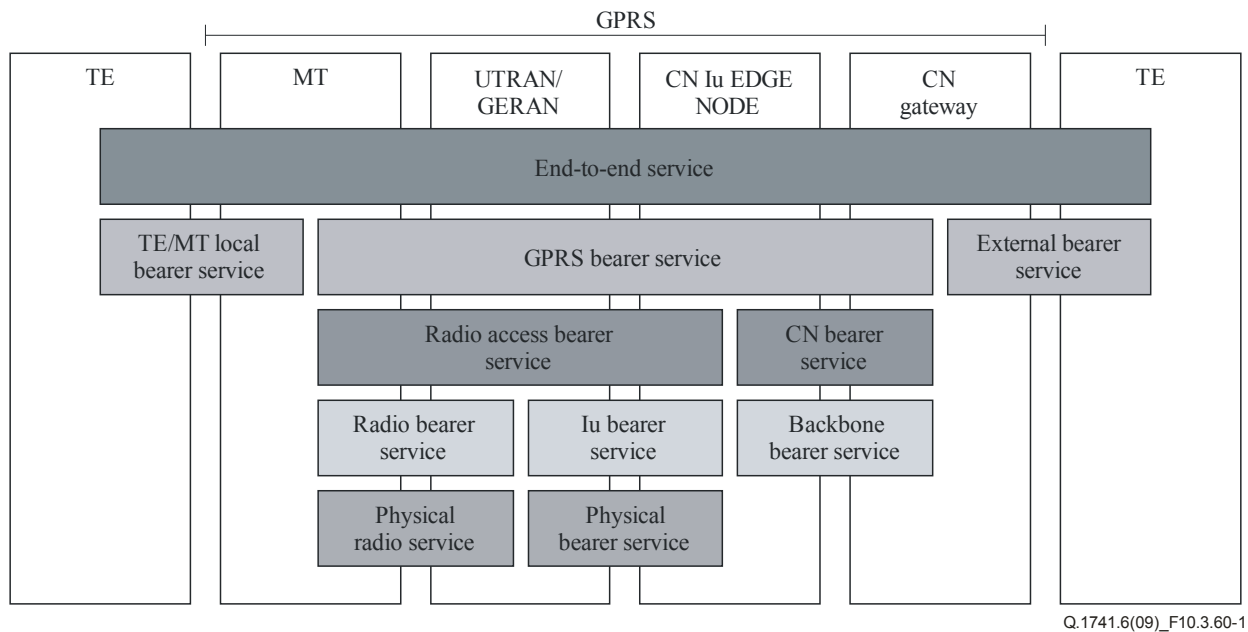 GPRS
TE
MT
UTRAN/
GERAN
CN Iu EDGE
NODE
CN
gateway
TE
End-to-end service
TE/MT local
bearer service
GPRS bearer service
External bearer
service
Radio access bearer
service
CN bearer
service
Radio bearer
service
Iu bearer
service
Backbone
bearer service
Physical
radio service
Physical
bearer service
Q.1741.6(09)_F10.3.60-1